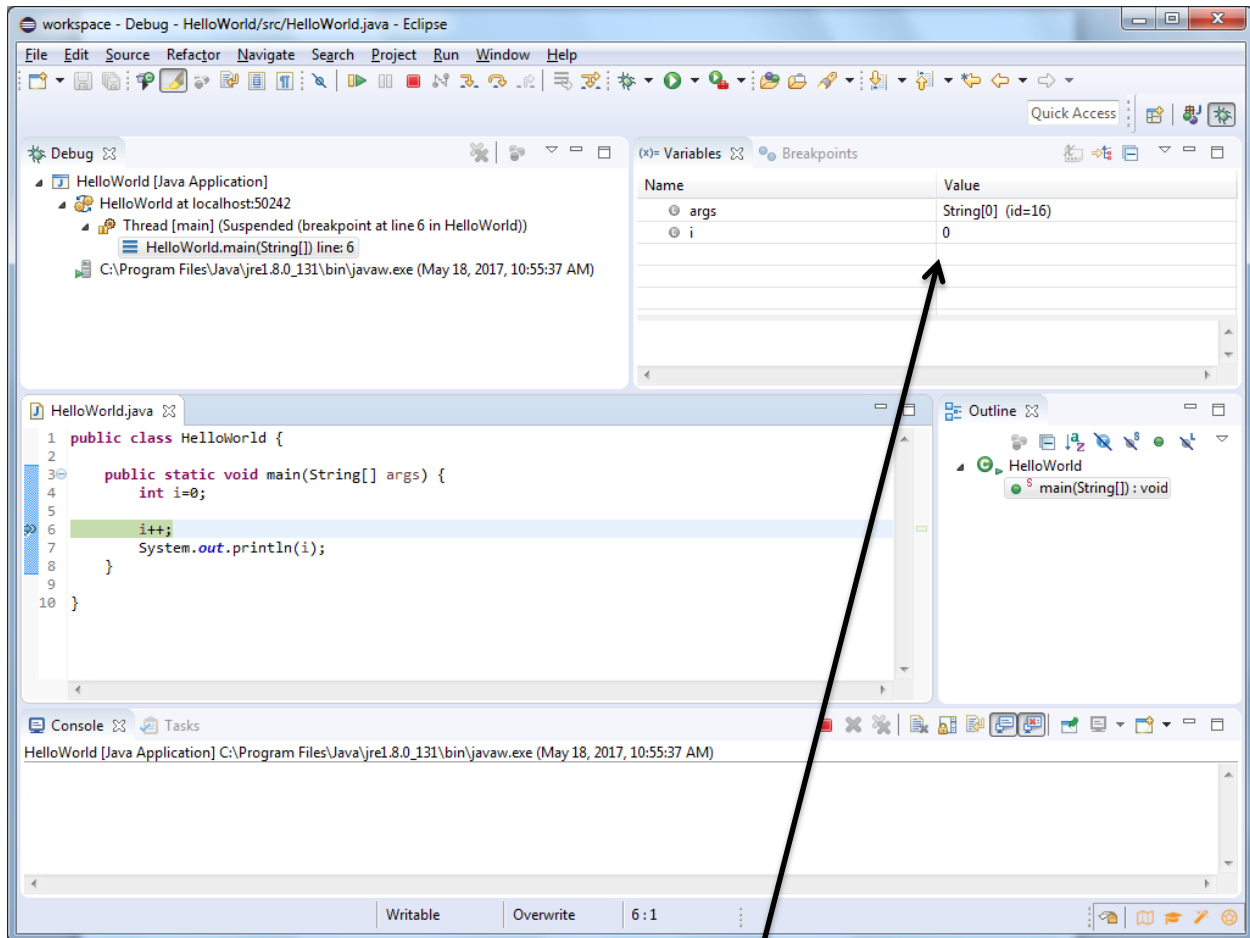 workspace - Debug - HelloWorld/src/HelloWorld.java - Eclipse
File Edit Source Refactor Navigate Search Project Run Window Help
Quick Access
Debug
HelloWorld [Java Application]
HelloWorld at localhost:50242
Thread [main] (Suspended (breakpoint at line 6 in HelloWorld))
HelloWorld.main(String[]) line: 6
C:\Program Files\Java\jre1.8.0_131\bin\javaw.exe (May 18, 2017, 10:55:37 AM)
(x)= Variables Breakpoints
Name Value
args String[0] (id=16)
i 0
HelloWorld.java
1 public class HelloWorld {
2
3 public static void main(String[] args) {
4 int i=0;
5
6 i++;
7 System.out.println(i);
8 }
9
10 }
Outline
HelloWorld
main(String[]) : void
Console Tasks
HelloWorld [Java Application] C:\Program Files\Java\jre1.8.0_131\bin\javaw.exe (May 18, 2017, 10:55:37 AM)
Writable Overwrite 6 : 1